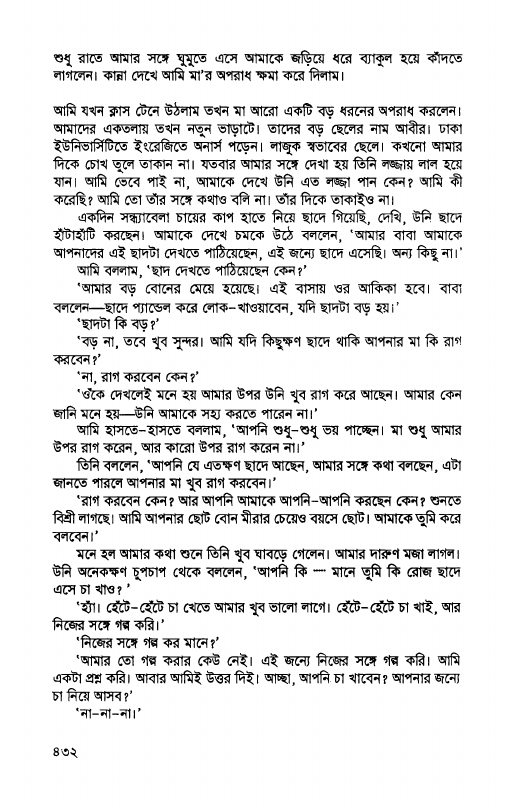 শুধু রাতে আমার সঙ্গে ঘুমুতে এসে আমাকে জড়িয়ে ধরে ব্যাকুল হয়ে কাঁদতে
লাগলেন। কান্না দেখে আমি মা'র অপরাধ ক্ষমা করে দিলাম।
আমি যখন ক্লাস টেনে উঠলাম তখন মা আরো একটি বড় ধরনের অপরাধ করলেন।
আমাদের একতলায় তখন নতুন ভাড়াটে। তাদের বড় ছেলের নাম আবীর। ঢাকা
ইউনিভার্সিটিতে ইংরেজিতে অনার্স পড়েন। লাজুক স্বভাবের ছেলে। কখনো আমার
দিকে চোখ তুলে তাকান না। যতবার আমার সঙ্গে দেখা হয় তিনি লজ্জায় লাল হয়ে
যান। আমি ভেবে পাই না, আমাকে দেখে উনি এত লজ্জা পান কেন? আমি কী
করেছি? আমি তো তাঁর সঙ্গে কথাও বলি না। তাঁর দিকে তাকাইও না।
একদিন সন্ধ্যাবেলা চায়ের কাপ হাতে নিয়ে ছাদে গিয়েছি, দেখি, উনি ছাদে
হাঁটাহাঁটি করছেন। আমাকে দেখে চমকে উঠে বললেন, 'আমার বাবা আমাকে
আপনাদের এই ছাদটা দেখতে পাঠিয়েছেন, এই জন্যে ছাদে এসেছি। অন্য কিছু না।'
আমি বললাম, 'ছাদ দেখতে পাঠিয়েছেন কেন?'
'আমার বড় বোনের মেয়ে হয়েছে। এই বাসায় ওর আকিকা হবে। বাবা
বললেন—ছাদে প্যান্ডেল করে লোক-খাওয়াবেন, যদি ছাদটা বড় হয়।'
'ছাদটা কি বড়?'
'বড় না, তবে খুব সুন্দর। আমি যদি কিছুক্ষণ ছাদে থাকি আপনার মা কি রাগ
করবেন?'
'না, রাগ করবেন কেন?'
'ওঁকে দেখলেই মনে হয় আমার উপর উনি খুব রাগ করে আছেন। আমার কেন
জানি মনে হয়—উনি আমাকে সহ্য করতে পারেন না।'
আমি হাসতে-হাসতে বললাম, 'আপনি শুধু-শুধু ভয় পাচ্ছেন। মা শুধু আমার
উপর রাগ করেন, আর কারো উপর রাগ করেন না।'
তিনি বললেন, 'আপনি যে এতক্ষণ ছাদে আছেন, আমার সঙ্গে কথা বলছেন, এটা
জানতে পারলে আপনার মা খুব রাগ করবেন।'
'রাগ করবেন কেন? আর আপনি আমাকে আপনি-আপনি করছেন কেন? শুনতে
বিশ্রী লাগছে। আমি আপনার ছোট বোন মীরার চেয়েও বয়সে ছোট। আমাকে তুমি করে
বলবেন।'
মনে হল আমার কথা শুনে তিনি খুব ঘাবড়ে গেলেন। আমার দারুণ মজা লাগল।
উনি অনেকক্ষণ চুপচাপ থেকে বললেন, 'আপনি কি ---- মানে তুমি কি রোজ ছাদে
এসে চা খাও? '
'হ্যাঁ। হেঁটে-হেঁটে চা খেতে আমার খুব ভালো লাগে। হেঁটে-হেঁটে চা খাই, আর
নিজের সঙ্গে গল্প করি।'
'নিজের সঙ্গে গল্প কর মানে?'
'আমার তো গল্প করার কেউ নেই। এই জন্যে নিজের সঙ্গে গল্প করি। আমি
একটা প্রশ্ন করি। আবার আমিই উত্তর দিই। আচ্ছা, আপনি চা খাবেন? আপনার জন্যে
চা নিয়ে আসব?'
'না-না-না।'
৪৩২